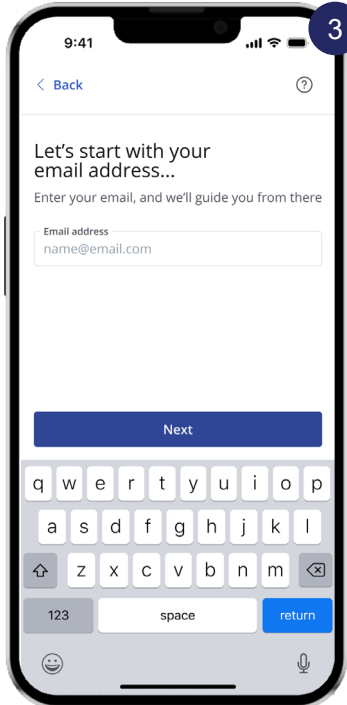 3
9:41
Back
?
Let's start with your
email address...
Enter your email, and we'll guide you from there
Email address
name@email.com
Next
q w e r t y u i o p
a s d f g h j k l
z x c v b n m
123 space return